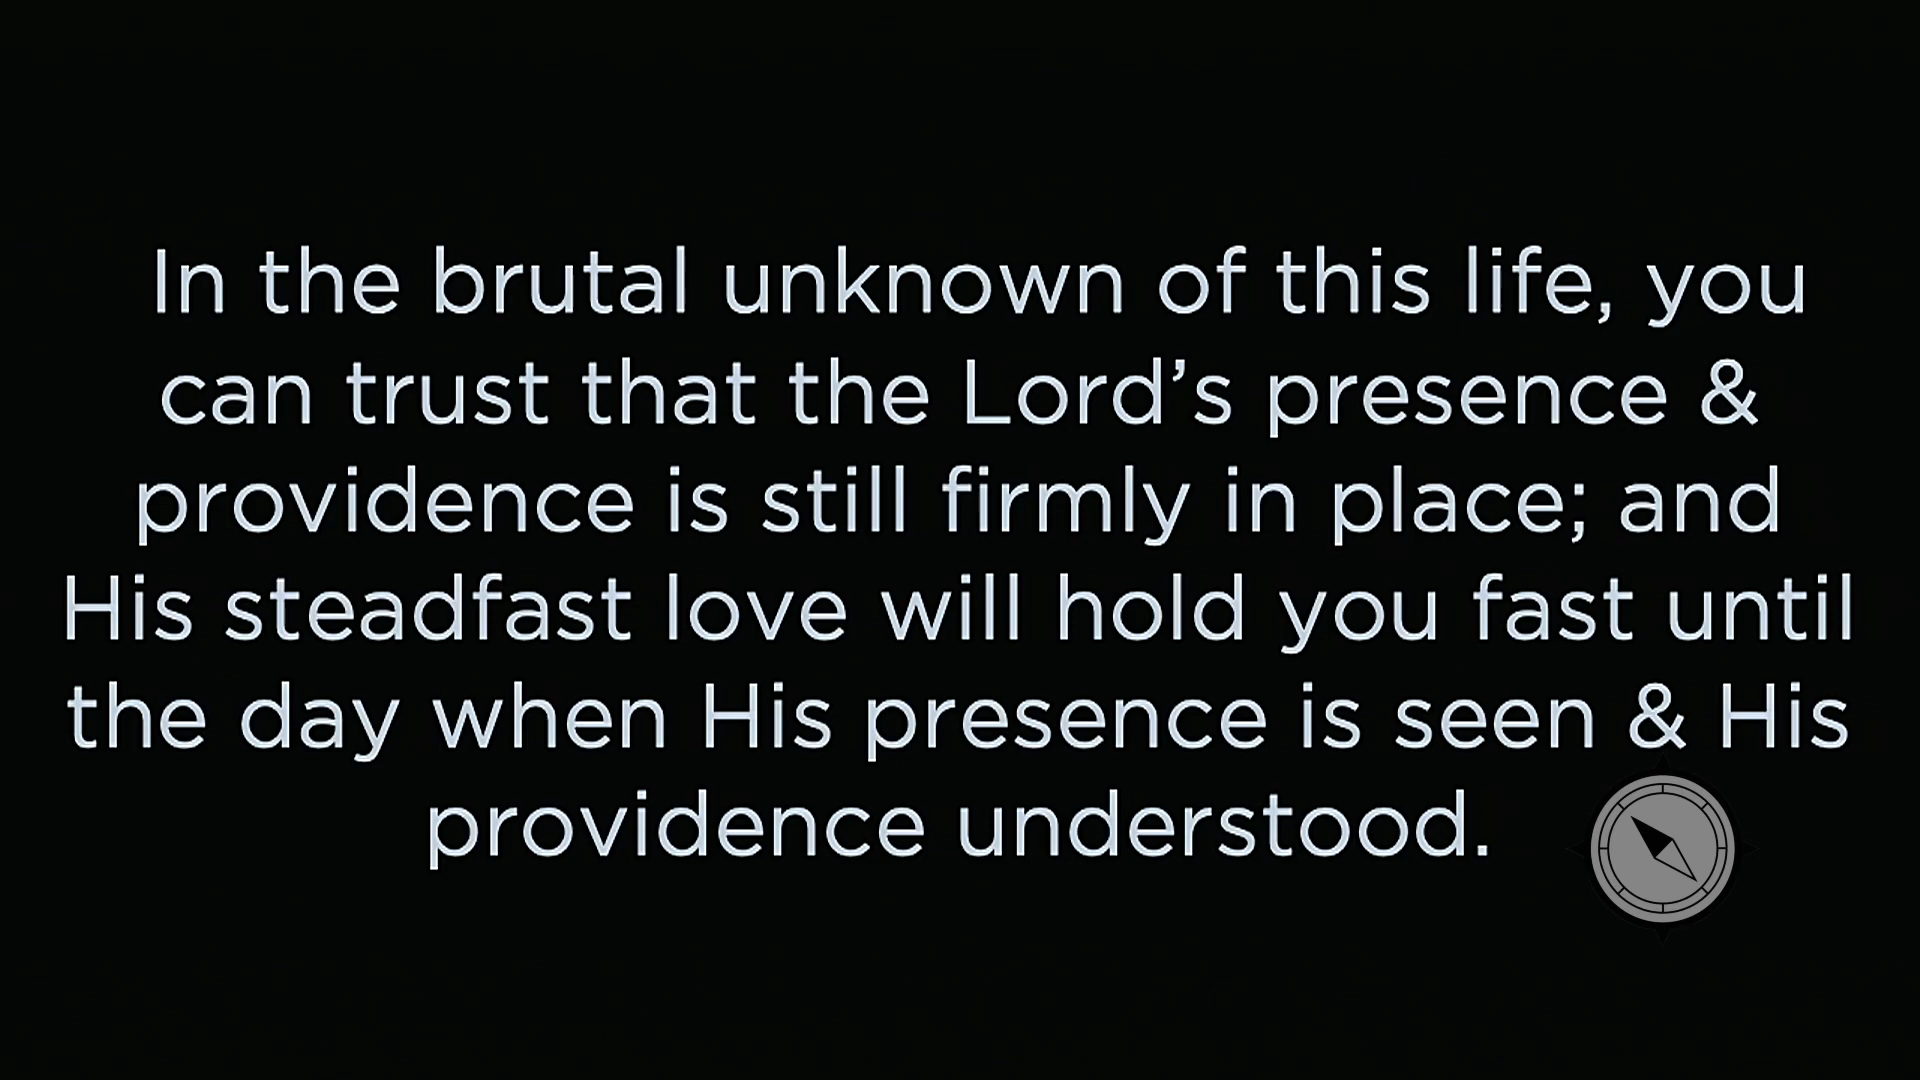 In the brutal unknown of this life, you
can trust that the Lord’s presence &
providence is still firmly in place; and
His steadfast love will hold you fast until
the day when His presence is seen & His
providence understood.